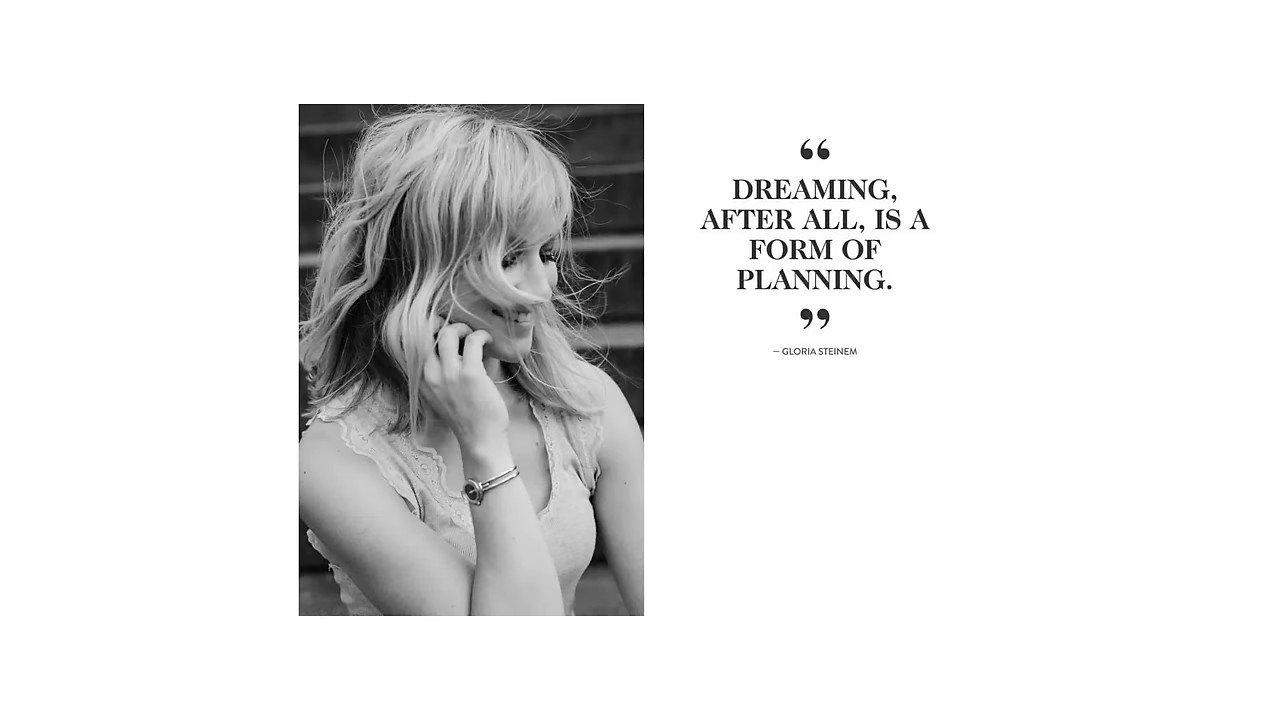 “
DREAMING,
AFTER ALL, IS A
FORM OF
PLANNING.
”
— GLORIA STEINEM